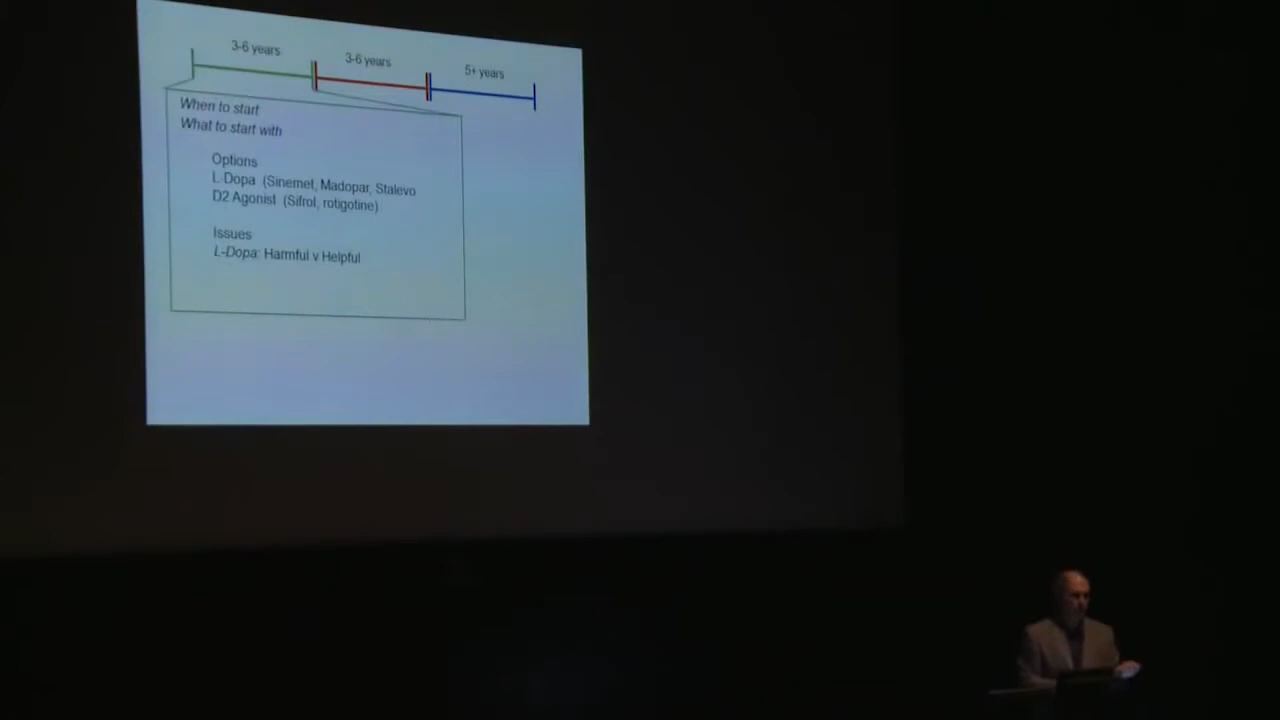 3-6 years
3-6 years
5+ years
When to start
What to start with
Options
L-Dopa (Sinemet, Madopar, Stalevo
D2 Agonist (Sifrol, rotigotine)
Issues
L-Dopa: Harmful v Helpful